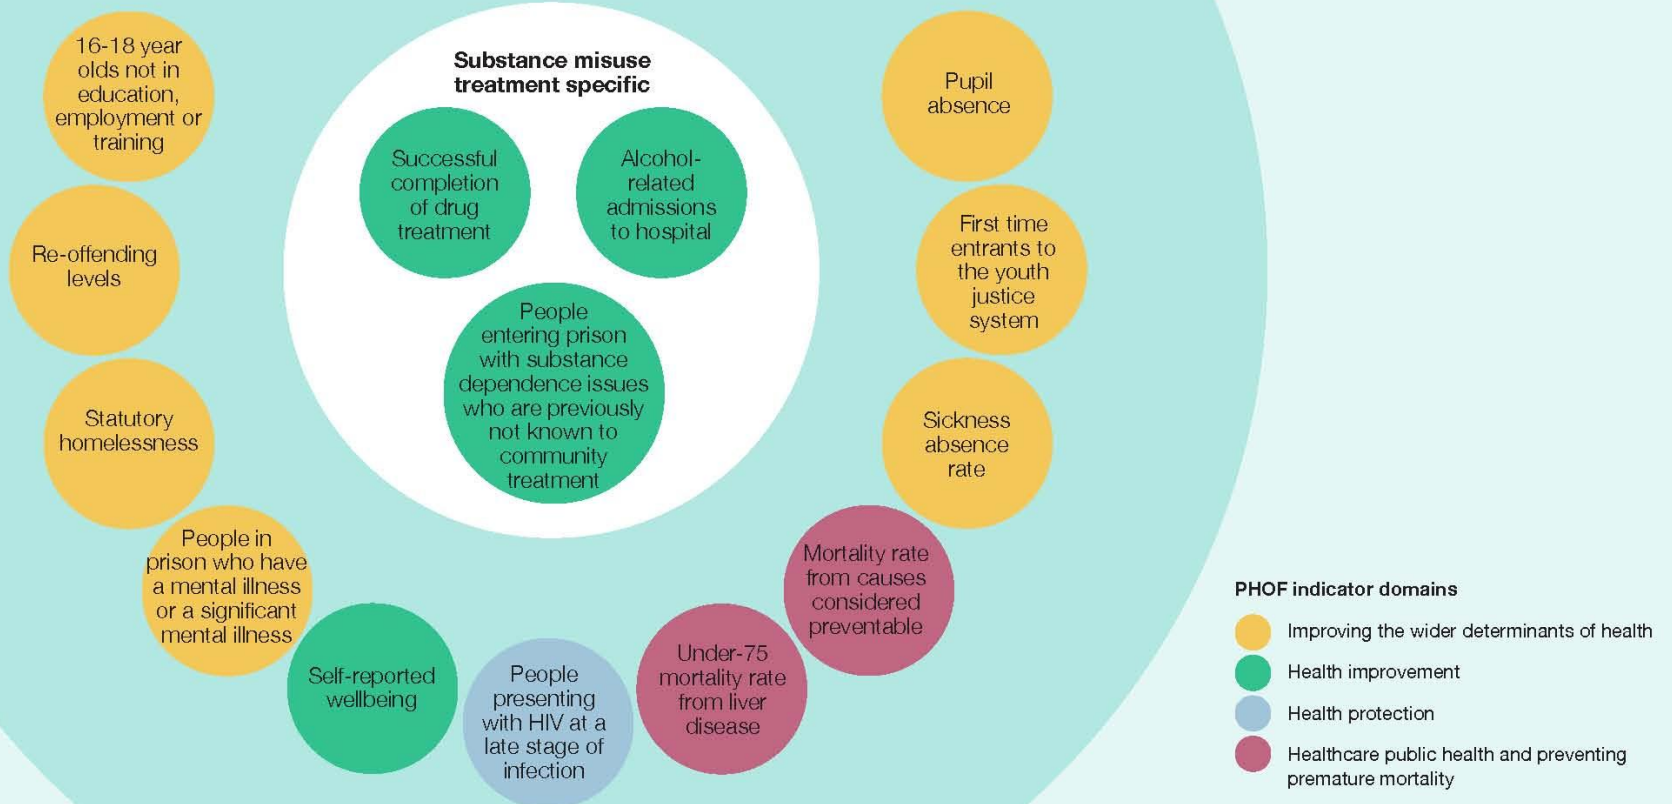 16-18 year
olds not in
education,
employment or
training
Re-offending
levels
Statutory
homelessness
People in
prison who have
a mental illness
or a significant
mental illness
Self-reported
wellbeing
People
presenting
with HIV at a
late stage of
infection
Under-75
mortality rate
from liver
disease
Mortality rate
from causes
considered
preventable
Sickness
absence
rate
First time
entrants to
the youth
justice
system
Pupil
absence
Substance misuse
treatment specific
Successful
completion
of drug
treatment
Alcohol-
related
admissions
to hospital
People
entering prison
with substance
dependence issues
who are previously
not known to
community
treatment
PHOF indicator domains
Improving the wider determinants of health
Health improvement
Health protection
Healthcare public health and preventing
premature mortality